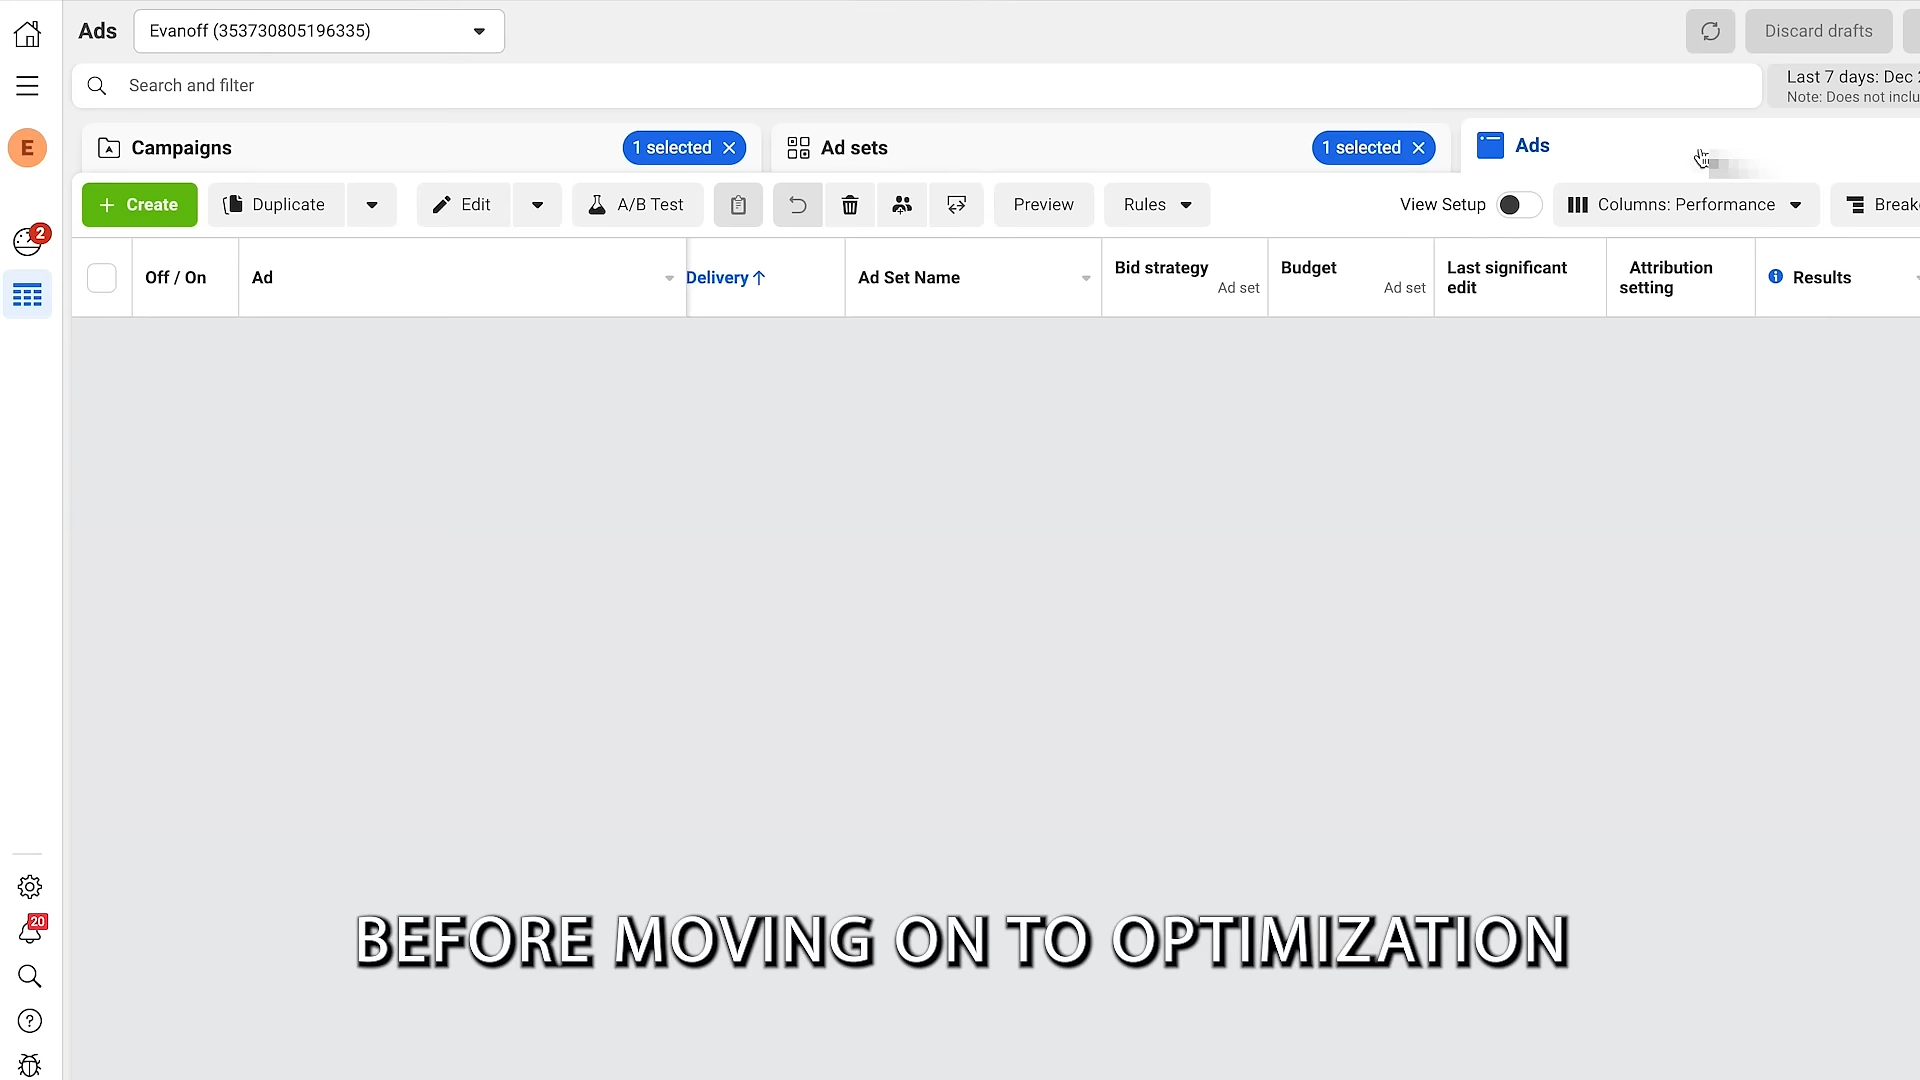 Ads
Evanoff (353730805196335)
Discard drafts
Search and filter
Last 7 days: Dec
Note: Does not inclu
E
Campaigns
1 selected
Ad sets
1 selected
Ads
Create
Duplicate
Edit
A/B Test
Preview
Rules
View Setup
Columns: Performance
Break
2
Off / On
Ad
Delivery↑
Ad Set Name
Bid strategy
Ad set
Budget
Ad set
Last significant
edit
Attribution
setting
Results
20
BEFORE MOVING ON TO OPTIMIZATION